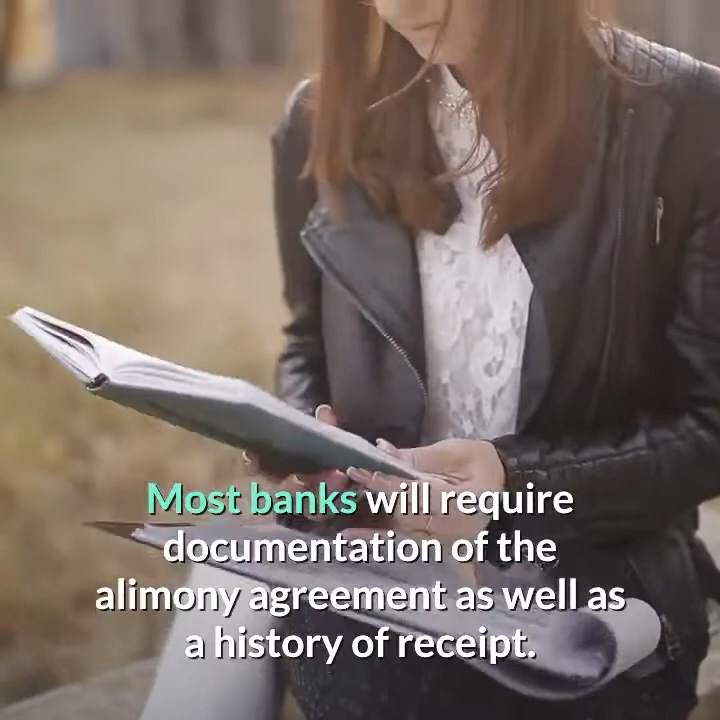 Most banks will require
documentation of the
alimony agreement as well as
a history of receipt.